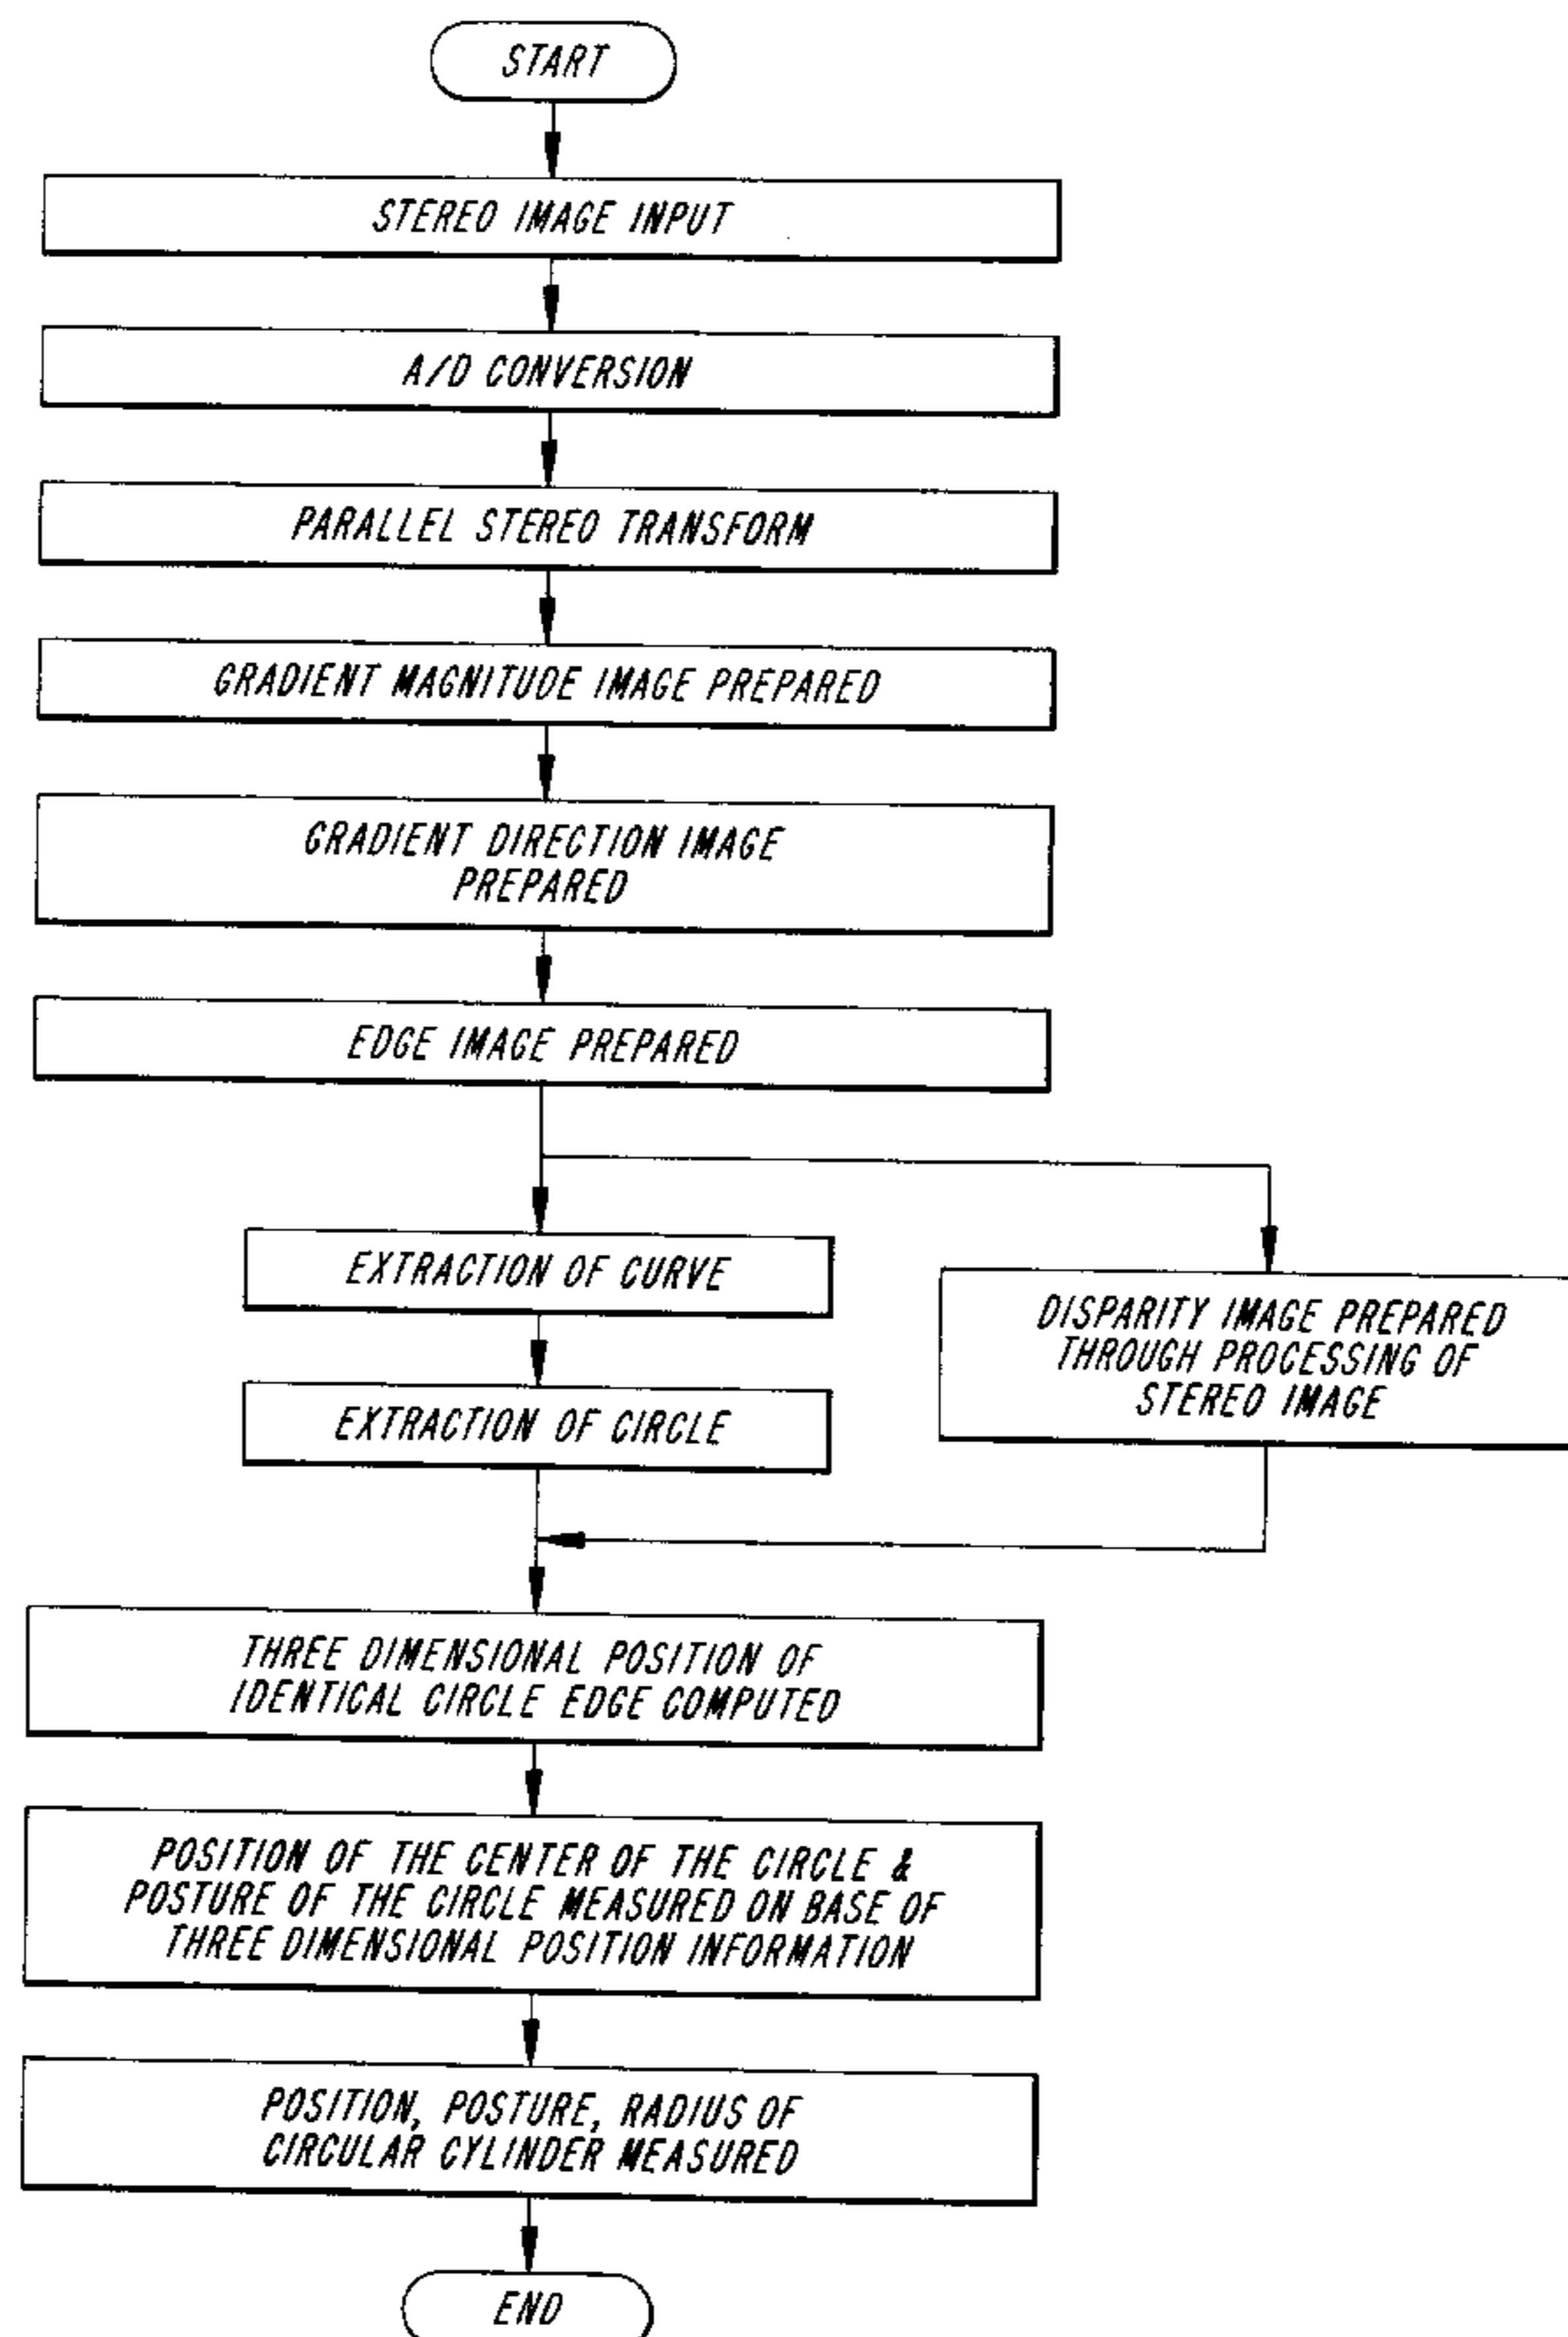 START
STEREO IMAGE INPUT
A/D CONVERSION
PARALLEL STEREO TRANSFORM
GRADIENT MAGNITUDE IMAGE PREPARED
GRADIENT DIRECTION IMAGE
PREPARED
EDGE IMAGE PREPARED
EXTRACTION OF CURVE
EXTRACTION OF CIRCLE
DISPARITY IMAGE PREPARED
THROUGH PROCESSING OF
STEREO IMAGE
THREE DIMENSIONAL POSITION OF
IDENTICAL CIRCLE EDGE COMPUTED
POSITION OF THE CENTER OF THE CIRCLE &
POSTURE OF THE CIRCLE MEASURED ON BASE OF
THREE DIMENSIONAL POSITION INFORMATION
POSITION, POSTURE, RADIUS OF
CIRCULAR CYLINDER MEASURED
END